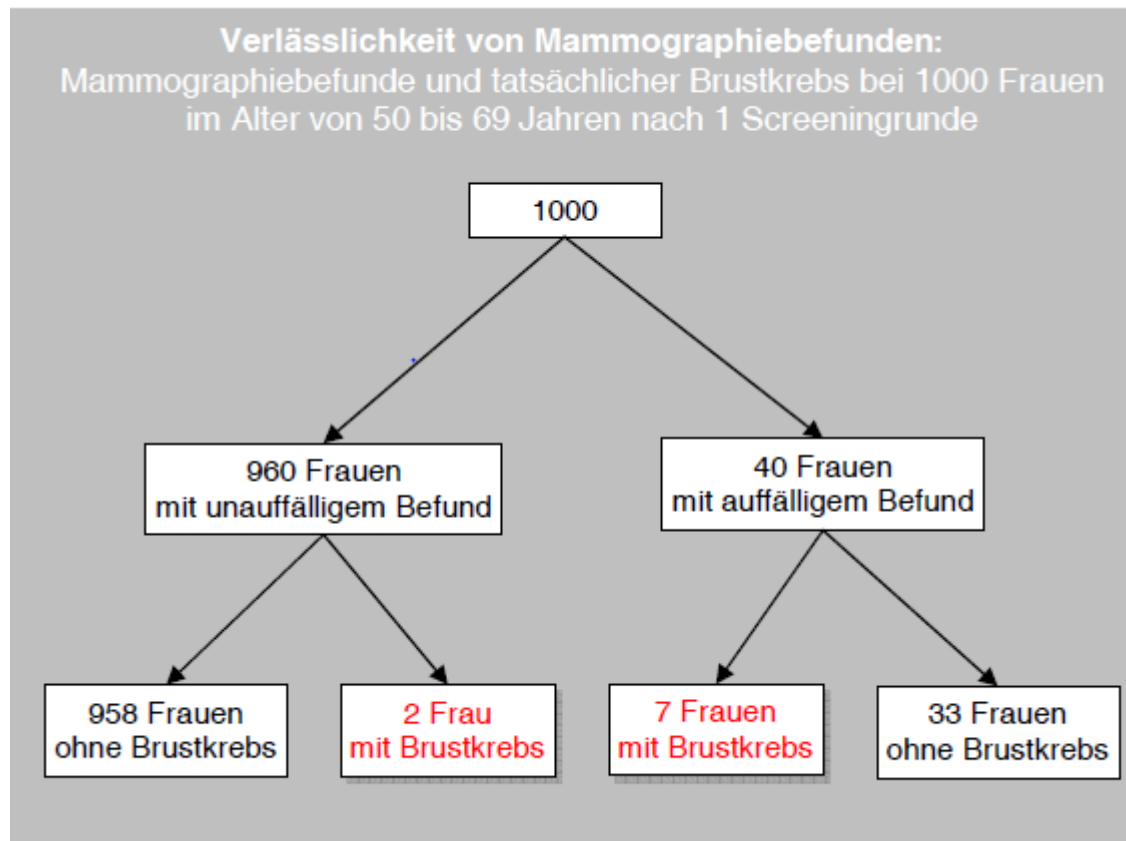 Verlässlichkeit von Mammographiebefunden:
Mammographiebefunde und tatsächlicher Brustkrebs bei 1000 Frauen
im Alter von 50 bis 69 Jahren nach 1 Screeningrunde
1000
960 Frauen
mit unauffälligem Befund
40 Frauen
mit auffälligem Befund
958 Frauen
ohne Brustkrebs
2 Frau
mit Brustkrebs
7 Frauen
mit Brustkrebs
33 Frauen
ohne Brustkrebs